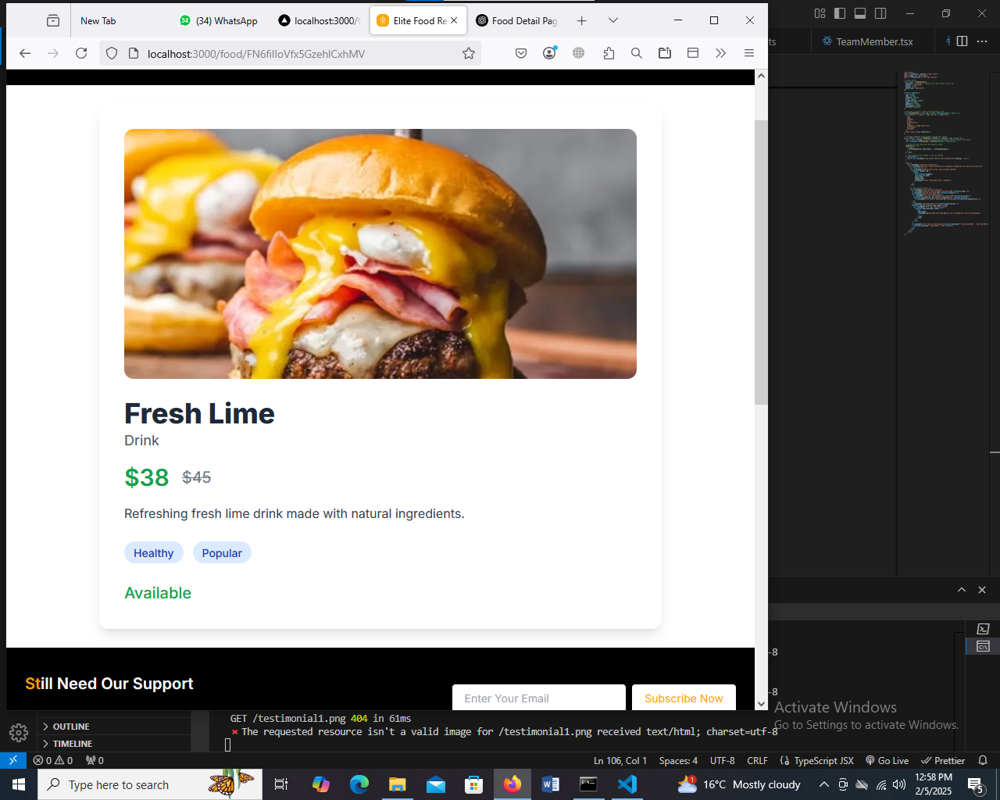 New Tab
(34) WhatsApp
localhost:3000/f
Elite Food Re
Food Detail Pag
localhost:3000/food/FN6fiIIoVfx5GzehlCxhMV
ts
TeamMember.tsx
Fresh Lime
Drink
$38 $45
Refreshing fresh lime drink made with natural ingredients.
Healthy Popular
Available
Still Need Our Support
Enter Your Email
Subscribe Now
-8
-8
OUTLINE
TIMELINE
GET /testimonial1.png 404 in 61ms
× The requested resource isn't a valid image for /testimonial1.png received text/html; charset=utf-8
Activate Windows
Go to Settings to activate Windows.
0 0 0
Ln 106, Col 1 Spaces: 4 UTF-8 CRLF TypeScript JSX Go Live Prettier
Type here to search
1
16°C Mostly cloudy
12:58 PM
2/5/2025
5